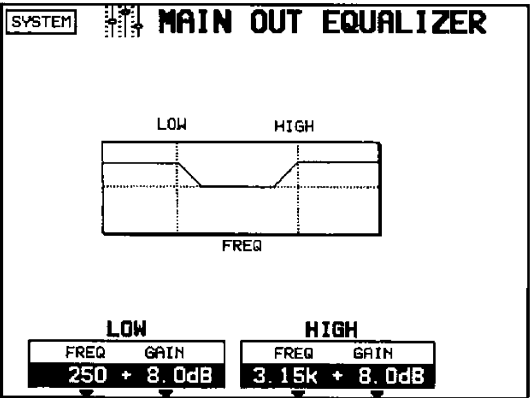 SYSTEM MAIN OUT EQUALIZER
LOW HIGH
FREQ
LOW HIGH
FREQ GAIN FREQ GAIN
250 + 8.0dB 3.15k + 8.0dB